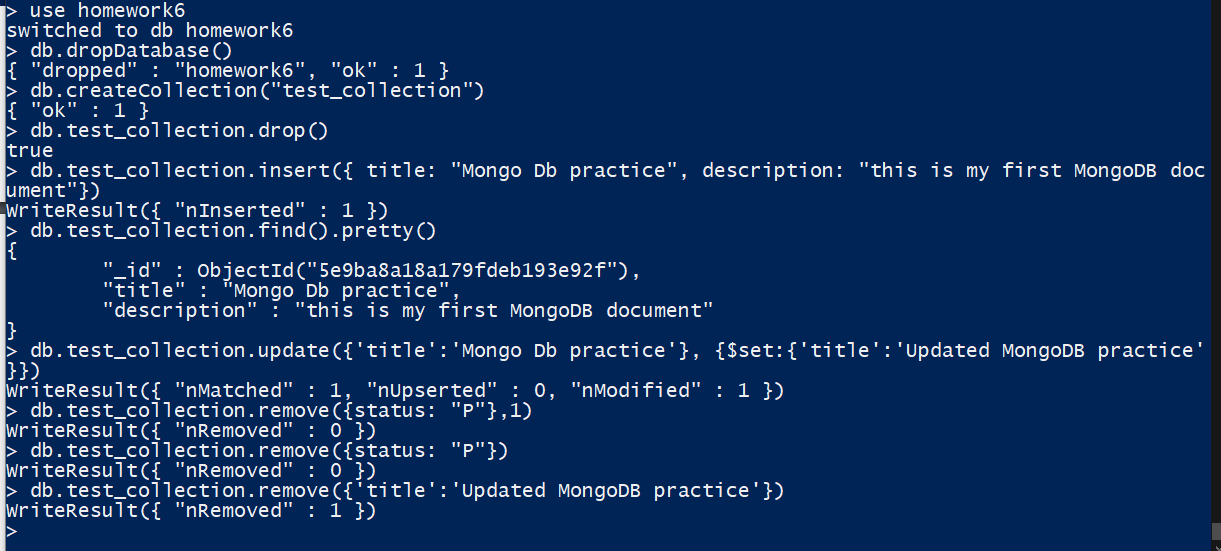 > use homework6
switched to db homework6
> db.dropDatabase()
{ "dropped" : "homework6", "ok" : 1 }
> db.createCollection("test_collection")
{ "ok" : 1 }
> db.test_collection.drop()
true
> db.test_collection.insert({ title: "Mongo Db practice", description: "this is my first MongoDB doc
ument"})
WriteResult({ "nInserted" : 1 })
> db.test_collection.find().pretty()
{
        "_id" : ObjectId("5e9ba8a18a179fdeb193e92f"),
        "title" : "Mongo Db practice",
        "description" : "this is my first MongoDB document"
}
> db.test_collection.update({'title':'Mongo Db practice'}, {$set:{'title':'Updated MongoDB practice'
}})
WriteResult({ "nMatched" : 1, "nUpserted" : 0, "nModified" : 1 })
> db.test_collection.remove({status: "P"},1)
WriteResult({ "nRemoved" : 0 })
> db.test_collection.remove({status: "P"})
WriteResult({ "nRemoved" : 0 })
> db.test_collection.remove({'title':'Updated MongoDB practice'})
WriteResult({ "nRemoved" : 1 })
>